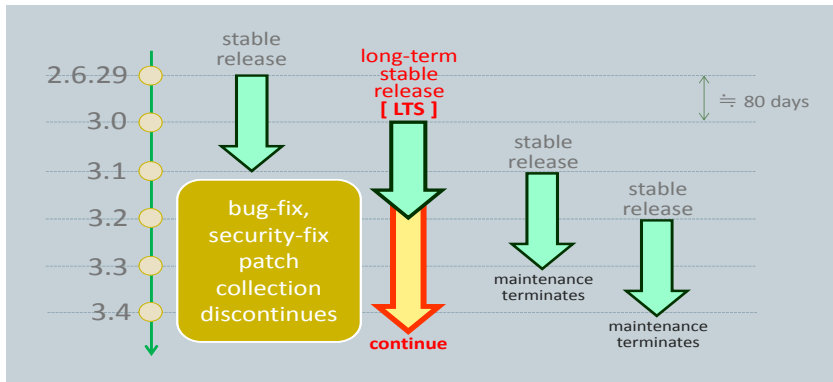 stable
release
long-term
stable
release
[ LTS ]
2.6.29
≒ 80 days
3.0
stable
release
3.1
stable
release
bug-fix,
security-fix
patch
collection
discontinues
3.2
3.3
maintenance
terminates
3.4
maintenance
terminates
continue